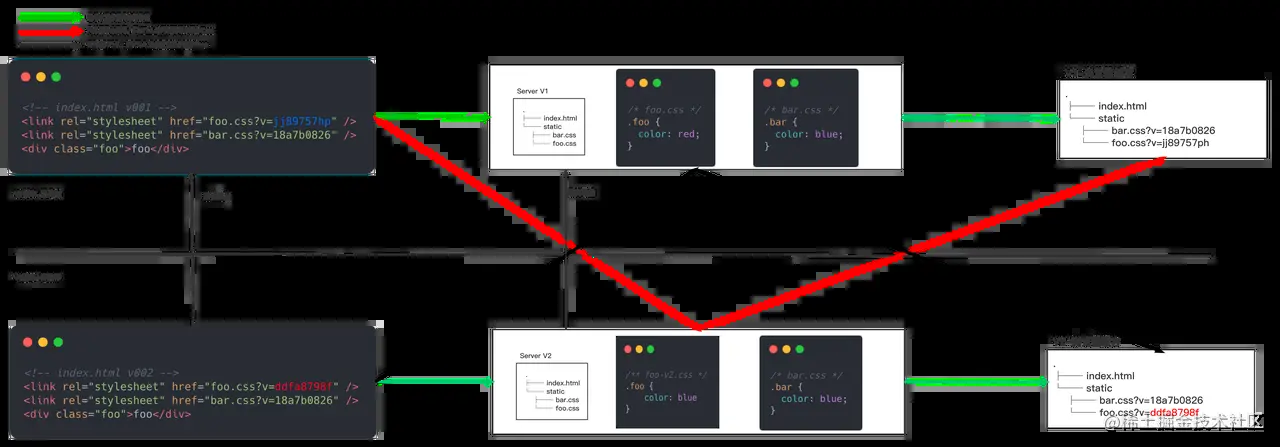 <!-- index.html v001 -->
<link rel="stylesheet" href="foo.css?v=jj89757hp" />
<link rel="stylesheet" href="bar.css?v=18a7b0826" />
<div class="foo">foo</div>
Server V1
.
├── index.html
└── static
├── bar.css
└── foo.css
/* foo.css */
.foo {
color: red;
}
/* bar.css */
.bar {
color: blue;
}
.
├── index.html
└── static
├── bar.css?v=18a7b0826
└── foo.css?v=jj89757ph
<!-- index.html v002 -->
<link rel="stylesheet" href="foo.css?v=ddfa8798f" />
<link rel="stylesheet" href="bar.css?v=18a7b0826" />
<div class="foo">foo</div>
Server V2
.
├── index.html
└── static
├── bar.css
└── foo.css
/** foo-v2.css */
.foo {
color: blue
}
/* bar.css */
.bar {
color: blue;
}
.
├── index.html
└── static
├── bar.css?v=18a7b0826
└── foo.css?v=ddfa8798f
@稀土掘金技术社区